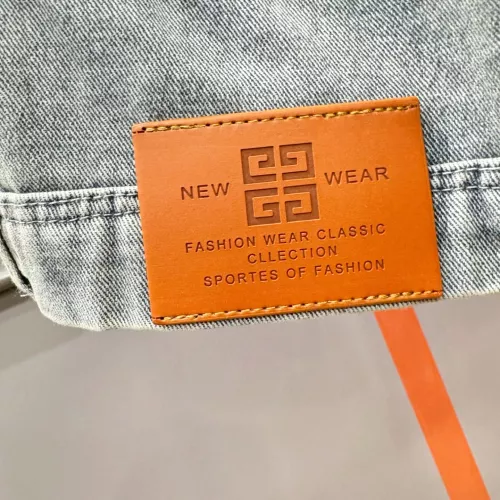 NEW WEAR
FASHION WEAR CLASSIC
CLLECTION
SPORTES OF FASHION